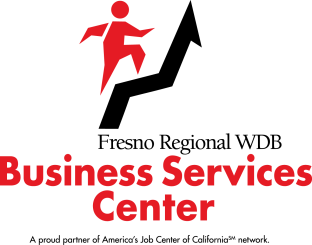 Fresno Regional WDB
Business Services
Center
A proud partner of America's Job Center of California℠ network.